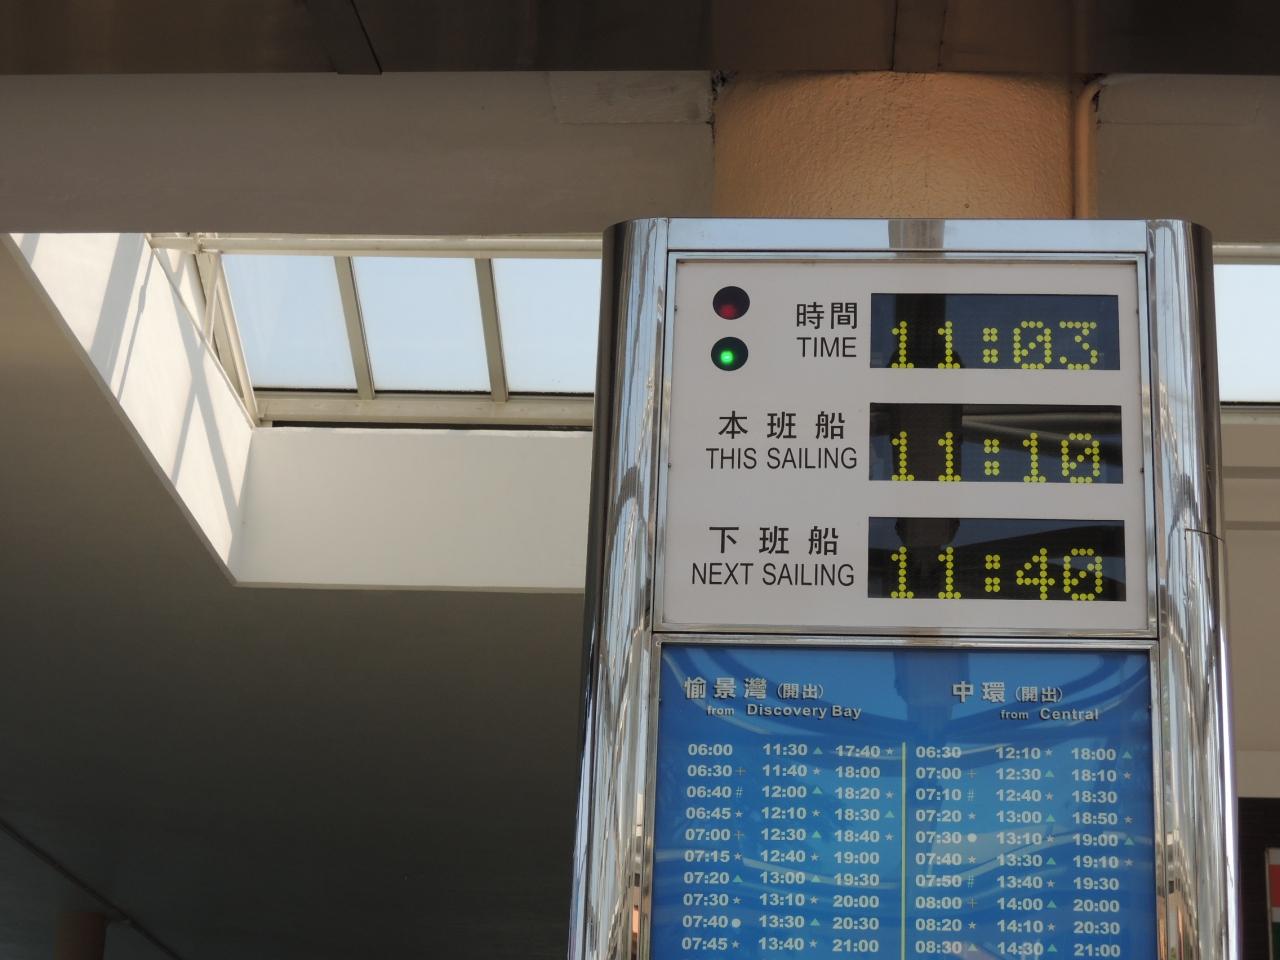 時間
TIME 11:03
本班船
THIS SAILING 11:10
下班船
NEXT SAILING 11:40
愉景灣 (開出) 中環 (開出)
from Discovery Bay from Central
06:00 11:30▲ 17:40★ 06:30 12:10★ 18:00▲
06:30+ 11:40★ 18:00 07:00+ 12:30▲ 18:10★
06:40# 12:00▲ 18:20★ 07:10# 12:40★ 18:30
06:45★ 12:10★ 18:30▲ 07:20★ 13:00▲ 18:50★
07:00+ 12:30▲ 18:40★ 07:30● 13:10★ 19:00▲
07:15★ 12:40★ 19:00 07:40★ 13:30▲ 19:10★
07:20▲ 13:00▲ 19:30 07:50# 13:40★ 19:30
07:30★ 13:10★ 20:00 08:00+ 14:00▲ 20:00
07:40● 13:30▲ 20:30 08:20★ 14:10★ 20:30
07:45★ 13:40★ 21:00 08:30▲ 14:30▲ 21:00